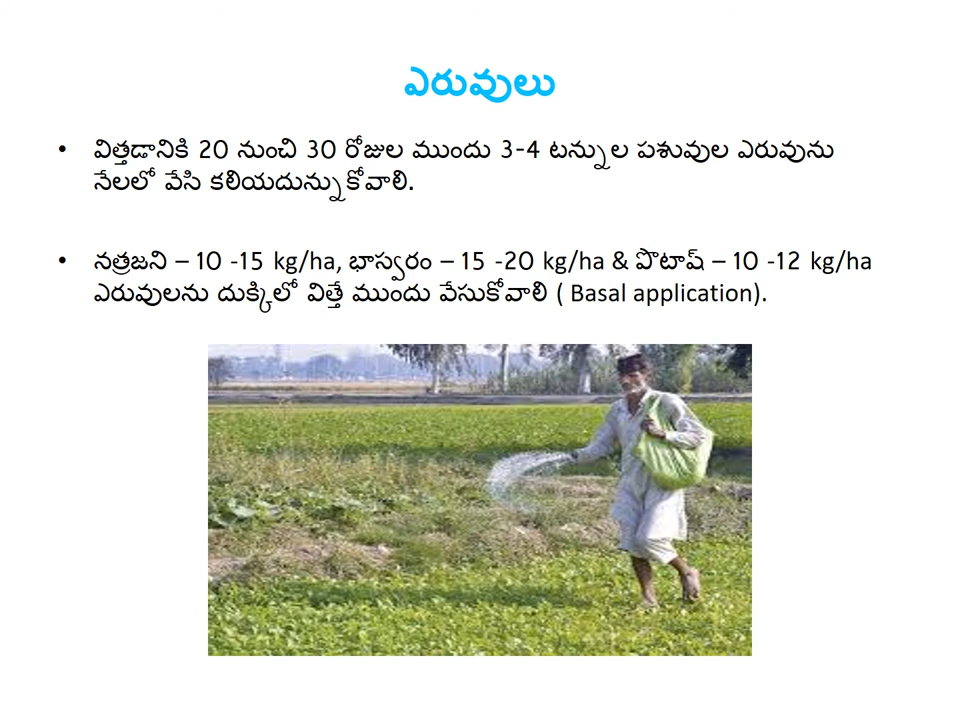 ఎరువులు
• విత్తడానికి 20 నుంచి 30 రోజుల ముందు 3-4 టన్నుల పశువుల ఎరువును
నేలలో వేసి కలియదున్నుకోవాలి.
• నత్రజని – 10 -15 kg/ha, భాస్వరం – 15 -20 kg/ha & పొటాష్ – 10 -12 kg/ha
ఎరువులను దుక్కిలో విత్తే ముందు వేసుకోవాలి ( Basal application).